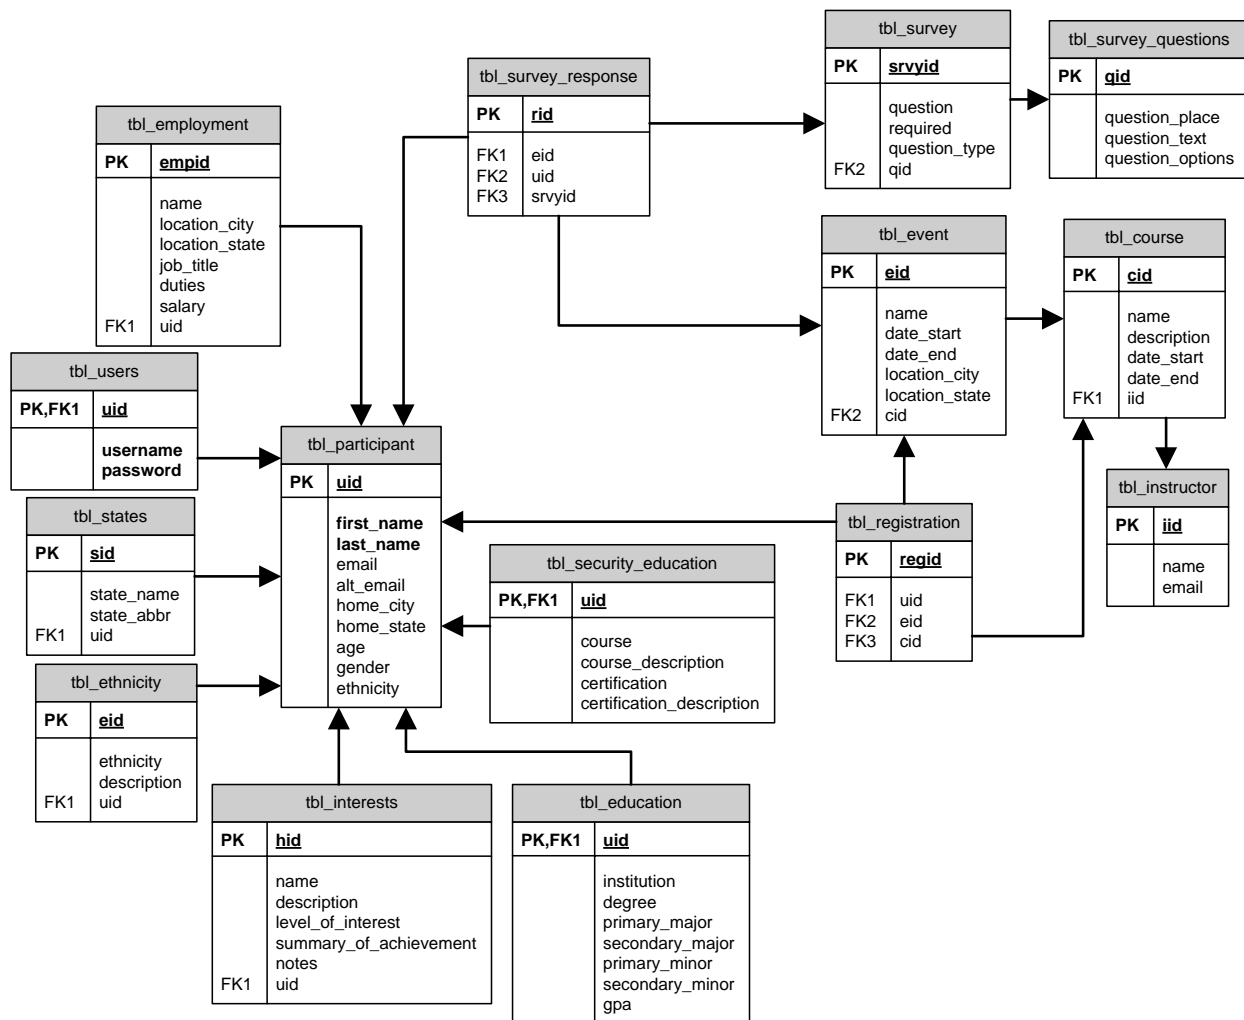 tbl_survey
PK srvyid
question
required
question_type
FK2 qid
tbl_survey_questions
PK qid
question_place
question_text
question_options
tbl_survey_response
PK rid
FK1 eid
FK2 uid
FK3 srvyid
tbl_employment
PK empid
name
location_city
location_state
job_title
duties
salary
FK1 uid
tbl_event
PK eid
name
date_start
date_end
location_city
location_state
FK2 cid
tbl_course
PK cid
name
description
date_start
date_end
FK1 iid
tbl_users
PK,FK1 uid
username
password
tbl_participant
PK uid
first_name
last_name
email
alt_email
home_city
home_state
age
gender
ethnicity
tbl_instructor
PK iid
name
email
tbl_states
PK sid
state_name
state_abbr
FK1 uid
tbl_registration
PK regid
FK1 uid
FK2 eid
FK3 cid
tbl_security_education
PK,FK1 uid
course
course_description
certification
certification_description
tbl_ethnicity
PK eid
ethnicity
description
FK1 uid
tbl_interests
PK hid
name
description
level_of_interest
summary_of_achievement
notes
FK1 uid
tbl_education
PK,FK1 uid
institution
degree
primary_major
secondary_major
primary_minor
secondary_minor
gpa